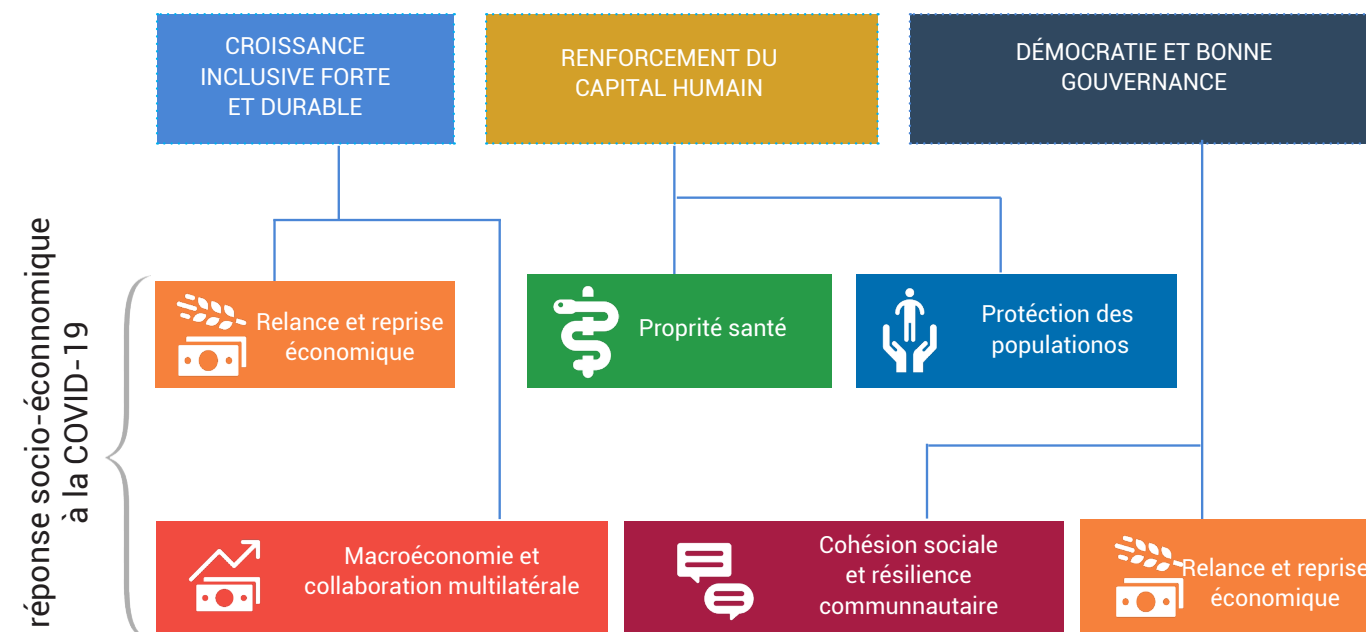 CROISSANCE
INCLUSIVE FORTE
ET DURABLE
RENFORCEMENT DU
CAPITAL HUMAIN
DÉMOCRATIE ET BONNE
GOUVERNANCE
réponse socio-éconnomique
à la COVID-19
Relance et reprise
économique
Proprité santé
Protéction des
populationos
Macroéconomie et
collaboration multilatérale
Cohésion sociale
et résilience
communnautaire
Relance et reprise
économique